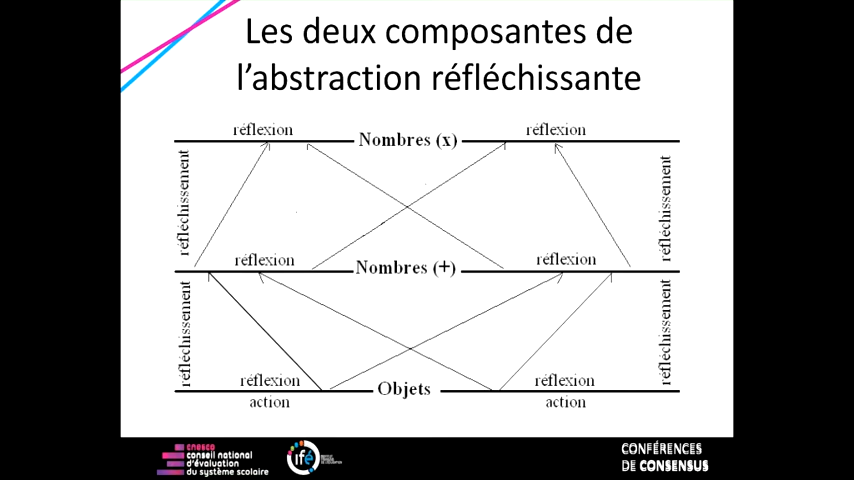 Les deux composantes de
l'abstraction réfléchissante
réflexion
réflexion
Nombres (x)
réfléchissement
réfléchissement
réflexion
réflexion
Nombres (+)
réfléchissement
réfléchissement
réflexion
réflexion
Objets
action
action
cnesco
conseil national
d'évaluation
du système scolaire
ifé
CONFÉRENCES
DE CONSENSUS